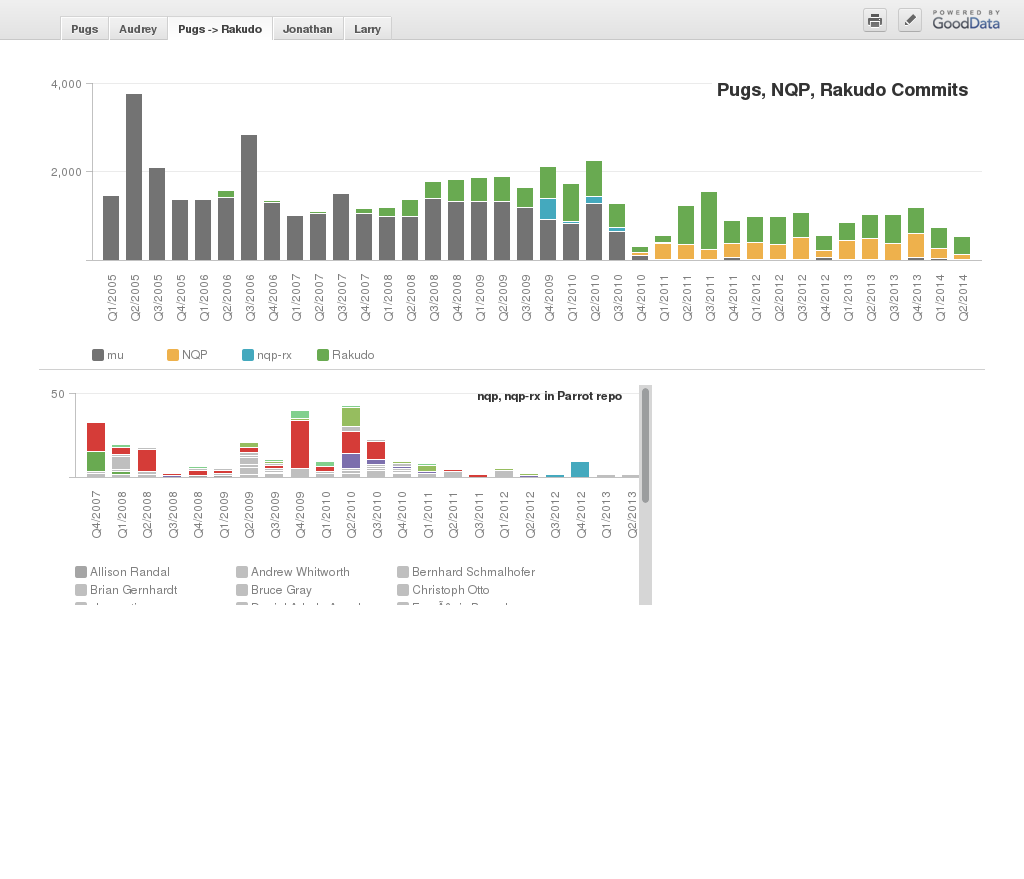 Pugs Audrey Pugs -> Rakudo Jonathan Larry
POWERED BY
GoodData
Pugs, NQP, Rakudo Commits
4,000
2,000
Q1/2005 Q2/2005 Q3/2005 Q4/2005 Q1/2006 Q2/2006 Q3/2006 Q4/2006 Q1/2007 Q2/2007 Q3/2007 Q4/2007 Q1/2008 Q2/2008 Q3/2008 Q4/2008 Q1/2009 Q2/2009 Q3/2009 Q4/2009 Q1/2010 Q2/2010 Q3/2010 Q4/2010 Q1/2011 Q2/2011 Q3/2011 Q4/2011 Q1/2012 Q2/2012 Q3/2012 Q4/2012 Q1/2013 Q2/2013 Q3/2013 Q4/2013 Q1/2014 Q2/2014
mu NQP nqp-rx Rakudo
nqp, nqp-rx in Parrot repo
50
Q4/2007 Q1/2008 Q2/2008 Q3/2008 Q4/2008 Q1/2009 Q2/2009 Q3/2009 Q4/2009 Q1/2010 Q2/2010 Q3/2010 Q4/2010 Q1/2011 Q2/2011 Q3/2011 Q1/2012 Q2/2012 Q3/2012 Q4/2012 Q1/2013 Q2/2013
Allison Randal Andrew Whitworth Bernhard Schmalhofer
Brian Gernhardt Bruce Gray Christoph Otto